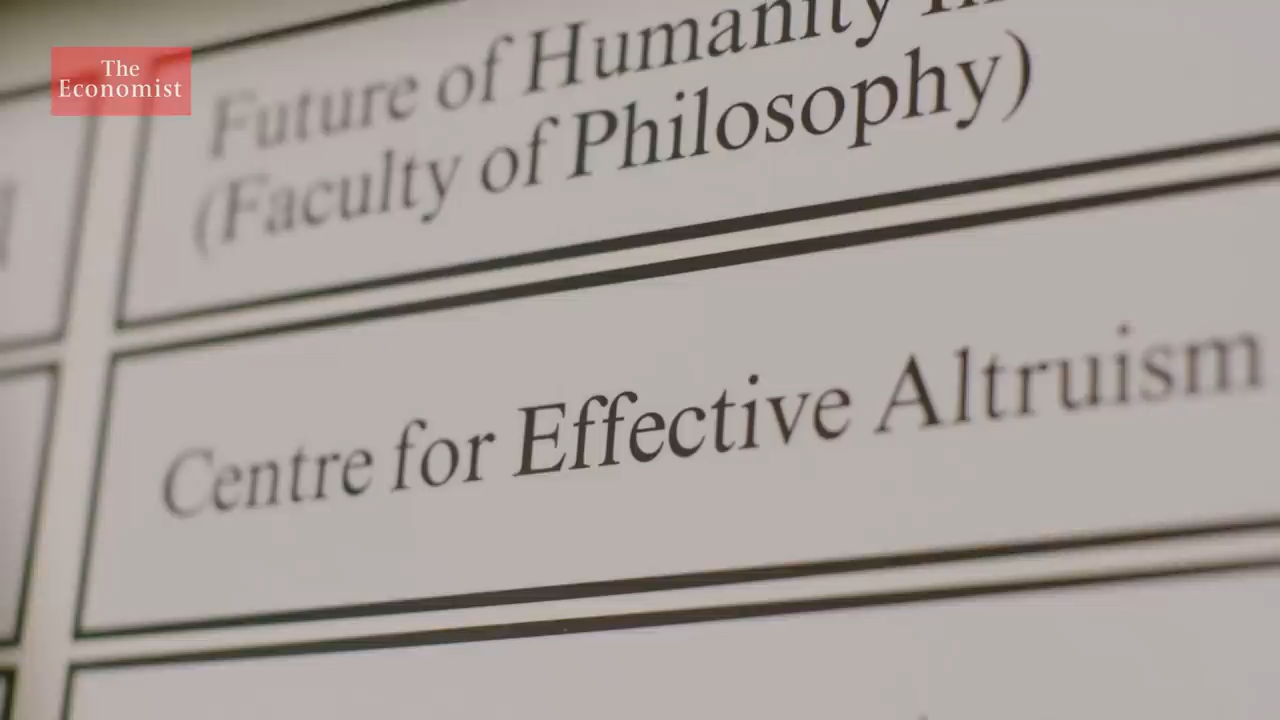 The
Economist
Future of Humanity
(Faculty of Philosophy)
Centre for Effective Altruism